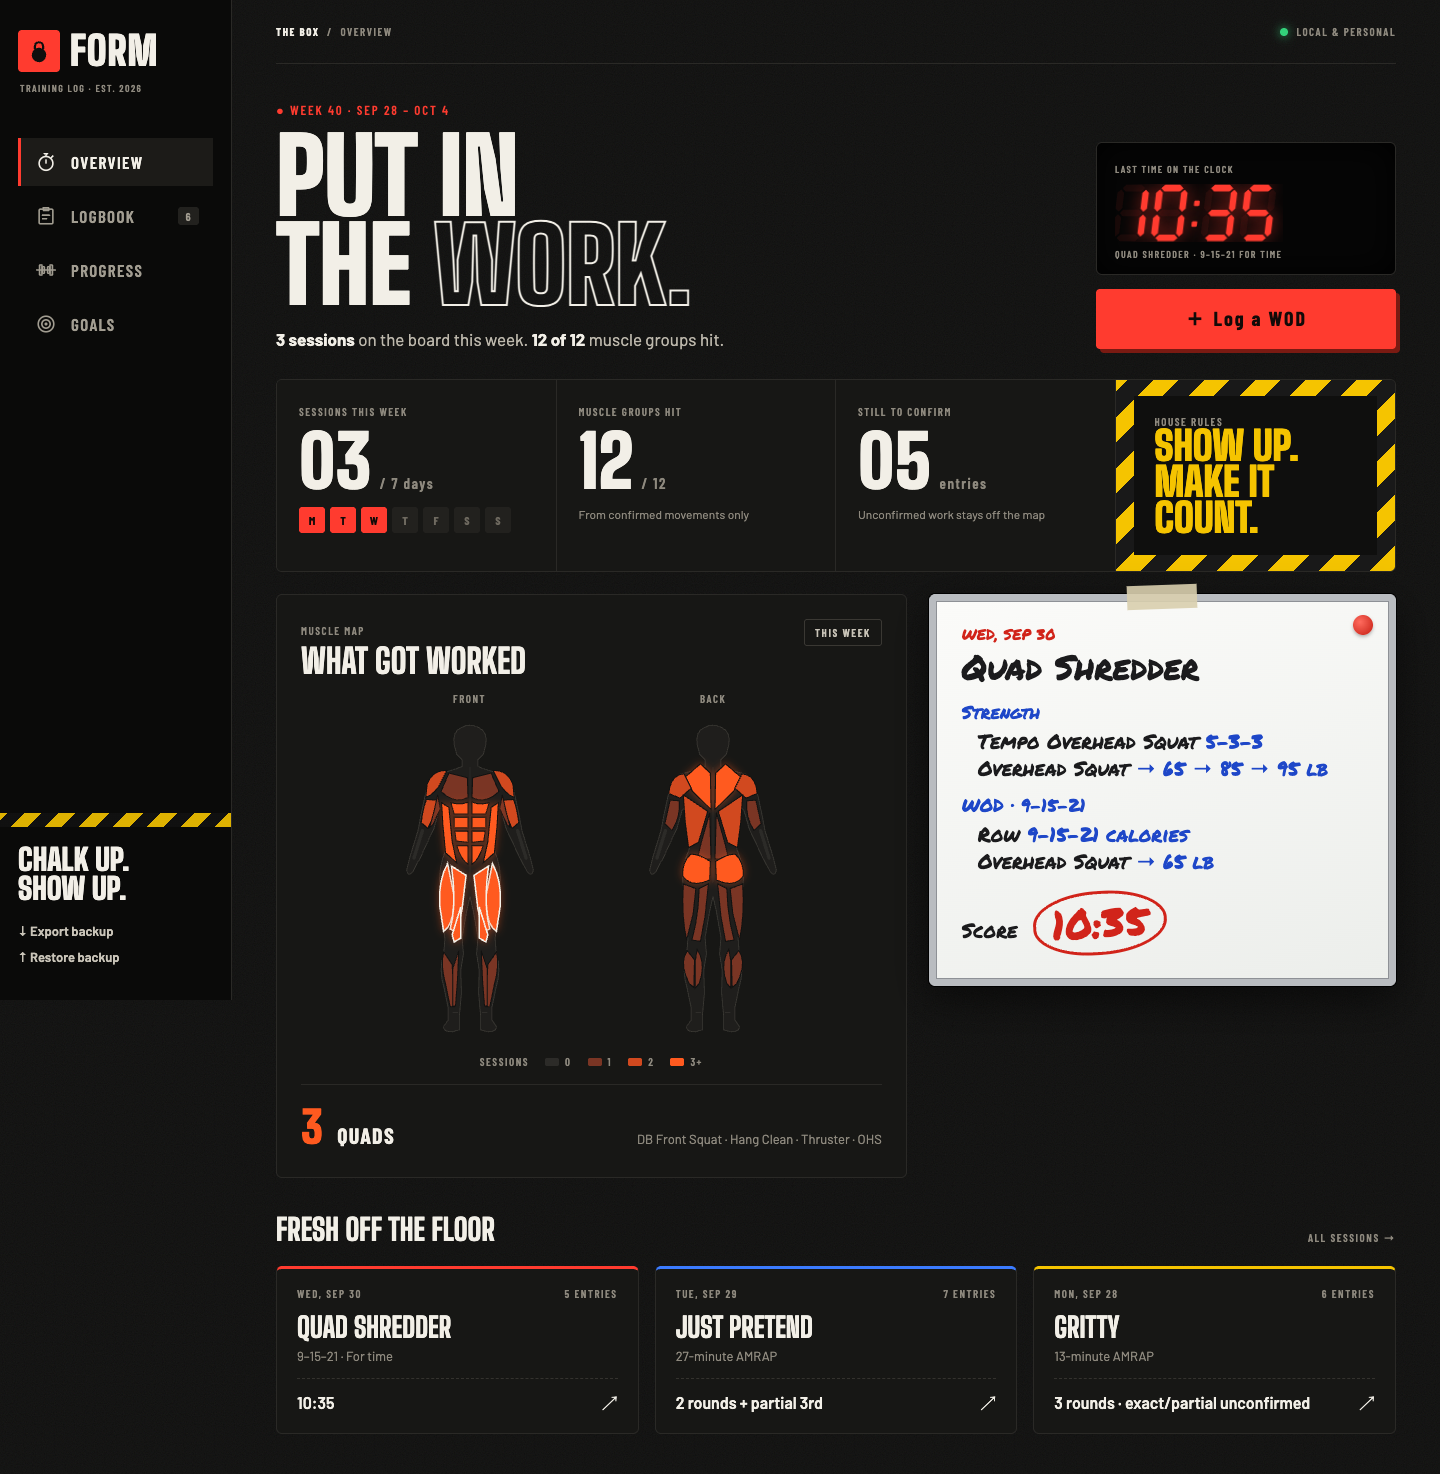 FORM
TRAINING LOG · EST. 2026
OVERVIEW
LOGBOOK 6
PROGRESS
GOALS
CHALK UP.
SHOW UP.
↓ Export backup
↑ Restore backup
THE BOX / OVERVIEW
LOCAL & PERSONAL
• WEEK 40 · SEP 28 – OCT 4
PUT IN
THE WORK.
3 sessions on the board this week. 12 of 12 muscle groups hit.
LAST TIME ON THE CLOCK
10:35
QUAD SHREDDER · 9-15-21 FOR TIME
+ Log a WOD
SESSIONS THIS WEEK
03 / 7 days
M T W T F S S
MUSCLE GROUPS HIT
12 / 12
From confirmed movements only
STILL TO CONFIRM
05 entries
Unconfirmed work stays off the map
HOUSE RULES
SHOW UP.
MAKE IT
COUNT.
MUSCLE MAP
WHAT GOT WORKED
THIS WEEK
FRONT
BACK
SESSIONS 0 1 2 3+
3 QUADS
DB Front Squat · Hang Clean · Thruster · OHS
WED, SEP 30
QUAD SHREDDER
STRENGTH
TEMPO OVERHEAD SQUAT 5-3-3
OVERHEAD SQUAT → 65 → 85 → 95 LB
WOD · 9-15-21
ROW 9-15-21 CALORIES
OVERHEAD SQUAT → 65 LB
SCORE 10:35
FRESH OFF THE FLOOR
ALL SESSIONS →
WED, SEP 30 5 ENTRIES
QUAD SHREDDER
9-15-21 · For time
10:35 ↗
TUE, SEP 29 7 ENTRIES
JUST PRETEND
27-minute AMRAP
2 rounds + partial 3rd ↗
MON, SEP 28 6 ENTRIES
GRITTY
13-minute AMRAP
3 rounds · exact/partial unconfirmed ↗